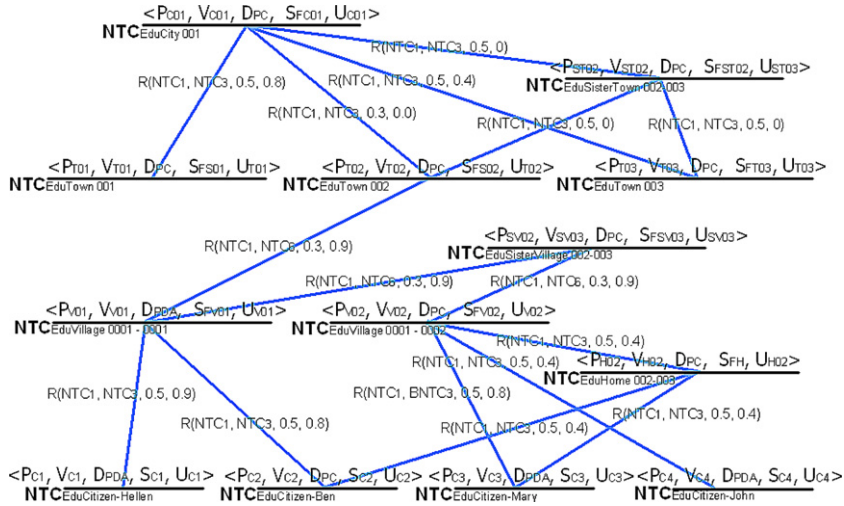 <PC01, VC01, DPC, SFC01, UC01>
NTCEduCity 001
R(NTC1, NTC3, 0.5, 0)
<PST02, VST02, DPC, SFST02, UST03>
NTCEduSisterTown 002-003
R(NTC1, NTC3, 0.5, 0.8)
R(NTC1, NTC3, 0.5, 0.4)
R(NTC1, NTC3, 0.3, 0.0)
R(NTC1, NTC3, 0.5, 0)
R(NTC1, NTC3, 0.5, 0)
<PT01, VT01, DPC, SFS01, UT01>
NTCEduTown 001
<PT02, VT02, DPC, SFS02, UT02>
NTCEduTown 002
<PT03, VT03, DPC, SFT03, UT03>
NTCEduTown 003
R(NTC1, NTC6, 0.3, 0.9)
<PSV02, VSV03, DPC, SFSV03, USV03>
NTCEduSisterVillage 002-003
R(NTC1, NTC6, 0.3, 0.9)
R(NTC1, NTC6, 0.3, 0.9)
<PV01, VV01, DPDA, SFV01, UV01>
NTCEduVillage 0001 - 0001
<PV02, VV02, DPC, SFV02, UV02>
NTCEduVillage 0001 - 0002
R(NTC1, NTC3, 0.5, 0.4)
R(NTC1, NTC3, 0.5, 0.4)
<PH02, VH02, DPC, SFH, UH02>
NTCEduHome 002-003
R(NTC1, NTC3, 0.5, 0.9)
R(NTC1, BNTC3, 0.5, 0.8)
R(NTC1, NTC3, 0.5, 0.8)
R(NTC1, NTC3, 0.5, 0.4)
R(NTC1, NTC3, 0.5, 0.4)
<PC1, VC1, DPDA, SC1, UC1>
NTCEduCitizen-Hellen
<PC2, VC2, DPC, SC2, UC2>
NTCEduCitizen-Ben
<PC3, VC3, DPDA, SC3, UC3>
NTCEduCitizen-Mary
<PC4, VC4, DPDA, SC4, UC4>
NTCEduCitizen-John